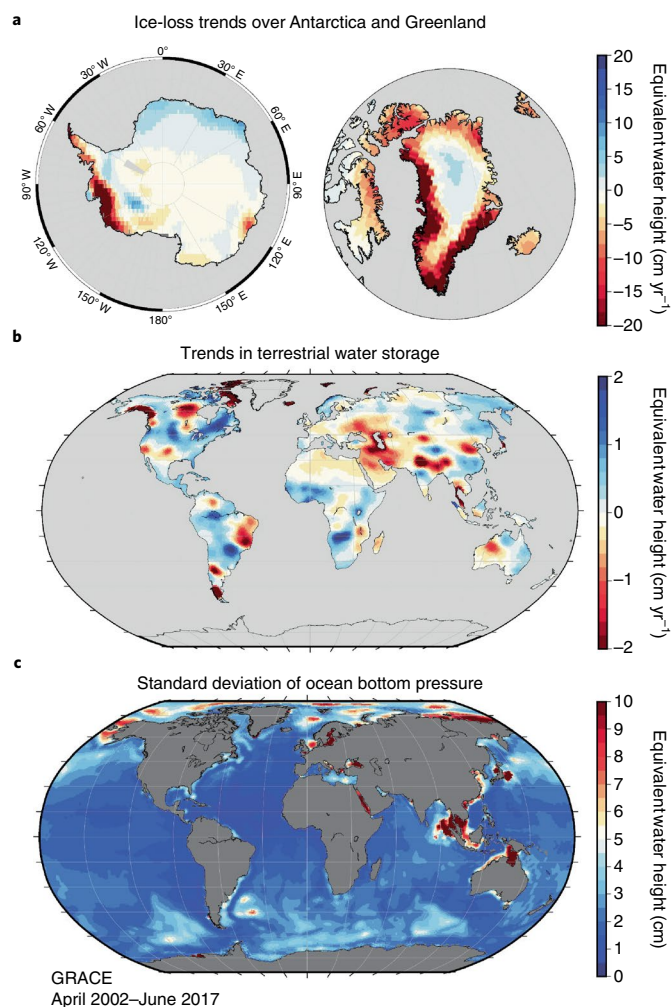 a
Ice-loss trends over Antarctica and Greenland
0°
30° W
30° E
60° W
60° E
90° W
90° E
120° W
120° E
150° W
150° E
180°
20
15
10
5
0
−5
−10
−15
−20
Equivalent water height (cm yr−1)
b
Trends in terrestrial water storage
2
1
0
−1
−2
Equivalent water height (cm yr−1)
c
Standard deviation of ocean bottom pressure
10
9
8
7
6
5
4
3
2
1
0
Equivalent water height (cm)
GRACE
April 2002–June 2017